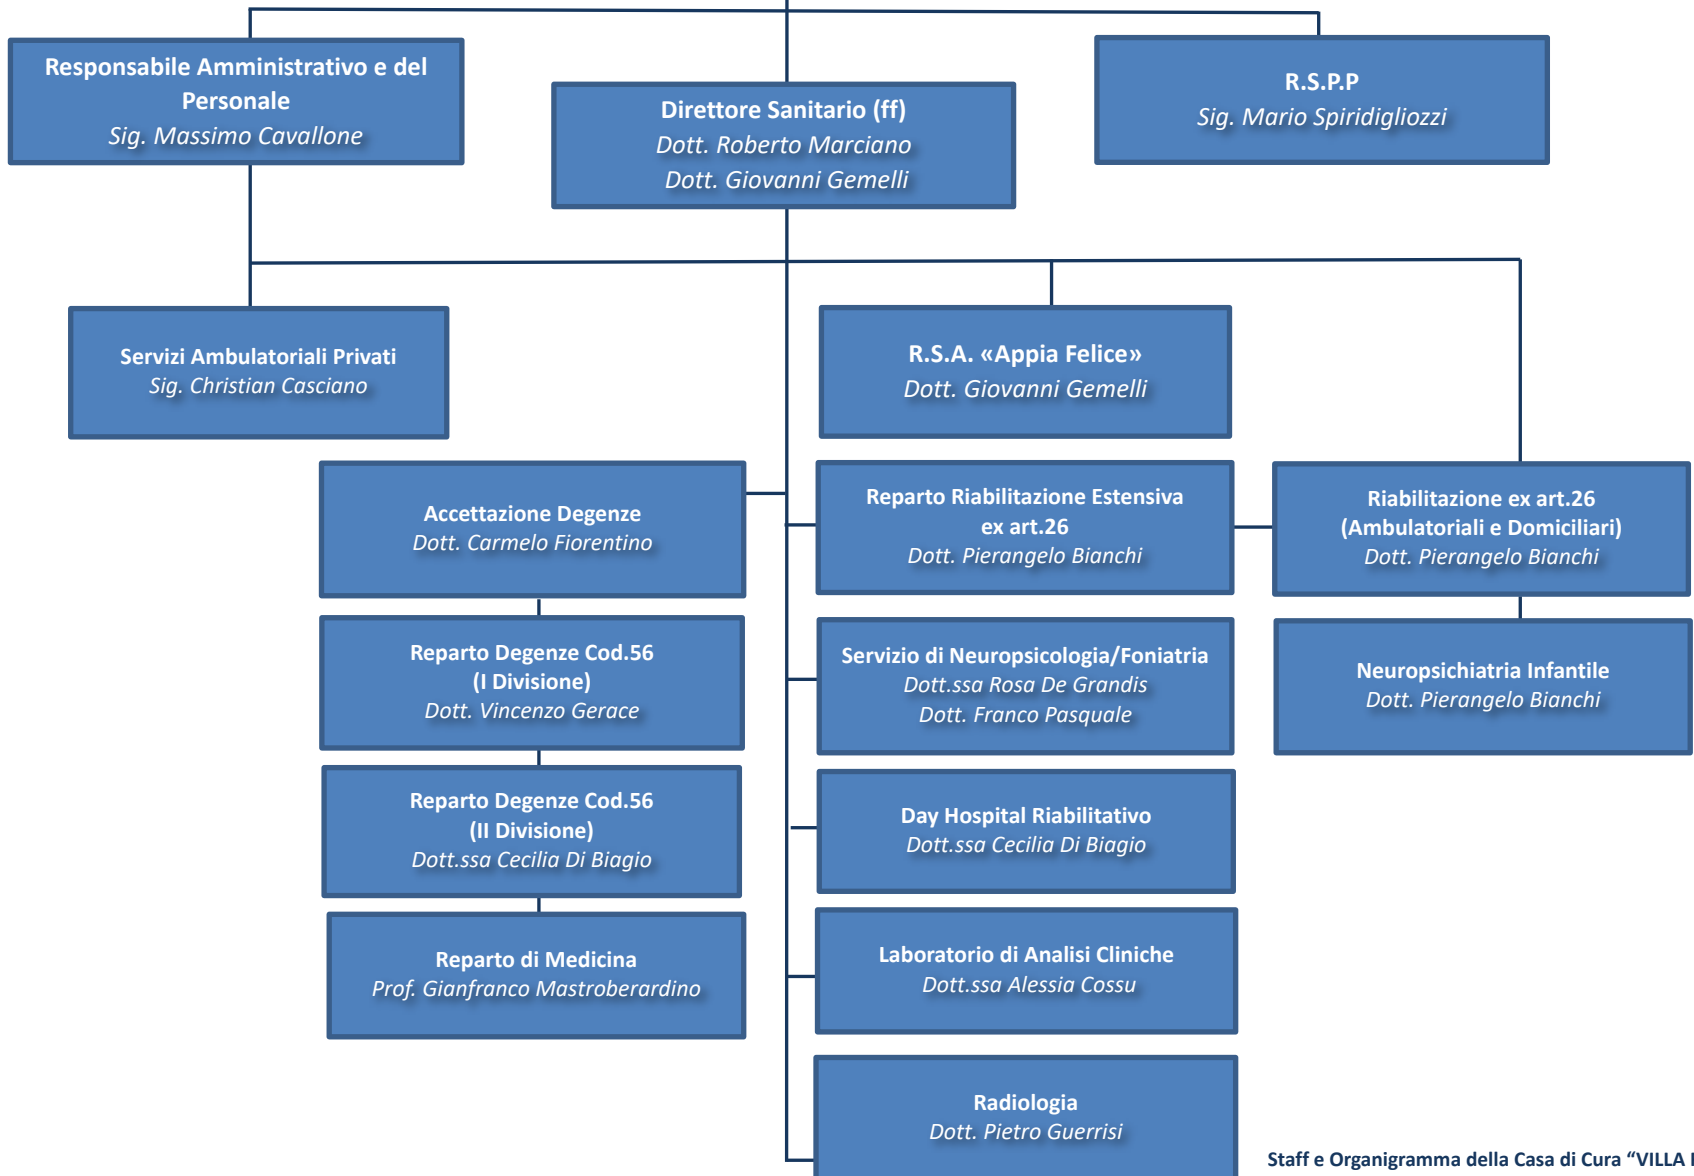 Responsabile Amministrativo e del
Personale
Sig. Massimo Cavallone
Direttore Sanitario (ff)
Dott. Roberto Marciano
Dott. Giovanni Gemelli
R.S.P.P
Sig. Mario Spiridigliozzi
Servizi Ambulatoriali Privati
Sig. Christian Casciano
R.S.A. «Appia Felice»
Dott. Giovanni Gemelli
Accettazione Degenze
Dott. Carmelo Fiorentino
Reparto Riabilitazione Estensiva
ex art.26
Dott. Pierangelo Bianchi
Riabilitazione ex art.26
(Ambulatoriali e Domiciliari)
Dott. Pierangelo Bianchi
Reparto Degenze Cod.56
(I Divisione)
Dott. Vincenzo Gerace
Servizio di Neuropsicologia/Foniatria
Dott.ssa Rosa De Grandis
Dott. Franco Pasquale
Neuropsichiatria Infantile
Dott. Pierangelo Bianchi
Reparto Degenze Cod.56
(II Divisione)
Dott.ssa Cecilia Di Biagio
Day Hospital Riabilitativo
Dott.ssa Cecilia Di Biagio
Reparto di Medicina
Prof. Gianfranco Mastroberardino
Laboratorio di Analisi Cliniche
Dott.ssa Alessia Cossu
Radiologia
Dott. Pietro Guerrisi
Staff e Organigramma della Casa di Cura “VILLA